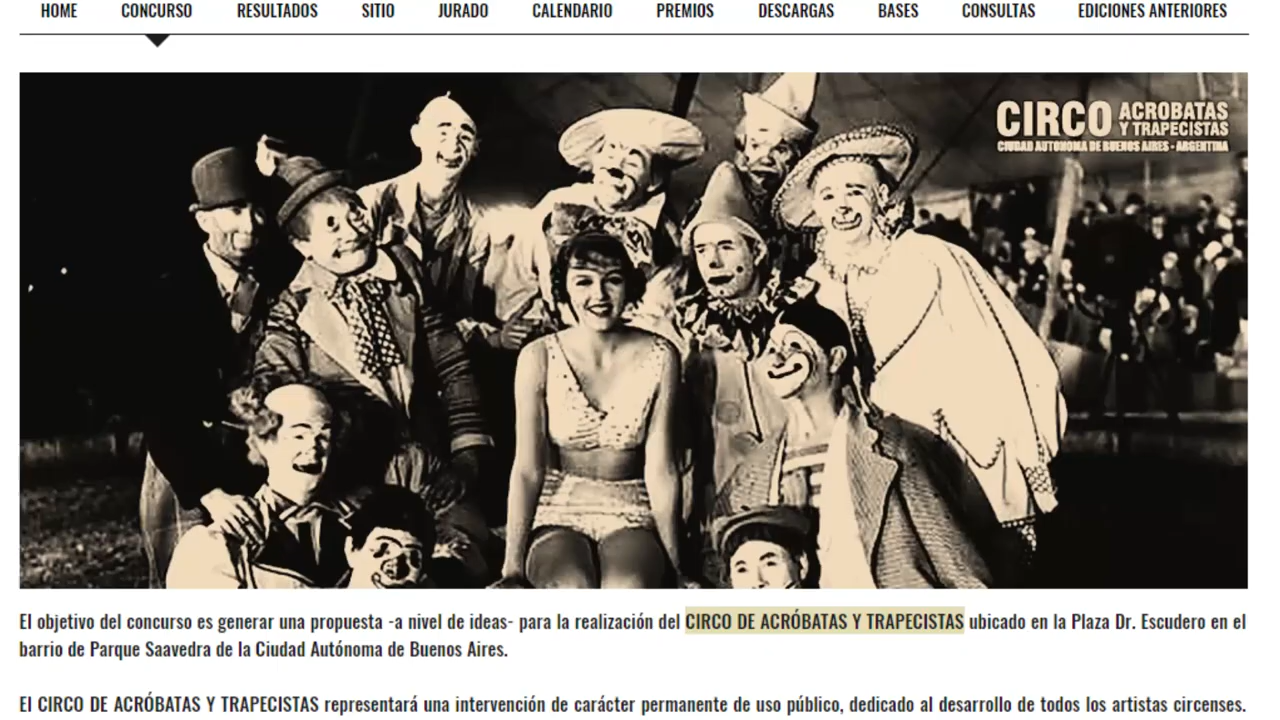 HOME CONCURSO RESULTADOS SITIO JURADO CALENDARIO PREMIOS DESCARGAS BASES CONSULTAS EDICIONES ANTERIORES
CIRCO ACROBATAS
Y TRAPECISTAS
CIUDAD AUTONOMA DE BUENOS AIRES - ARGENTINA
El objetivo del concurso es generar una propuesta -a nivel de ideas- para la realización del CIRCO DE ACRÓBATAS Y TRAPECISTAS ubicado en la Plaza Dr. Escudero en el
barrio de Parque Saavedra de la Ciudad Autónoma de Buenos Aires.
El CIRCO DE ACRÓBATAS Y TRAPECISTAS representará una intervención de carácter permanente de uso público, dedicado al desarrollo de todos los artistas circenses.